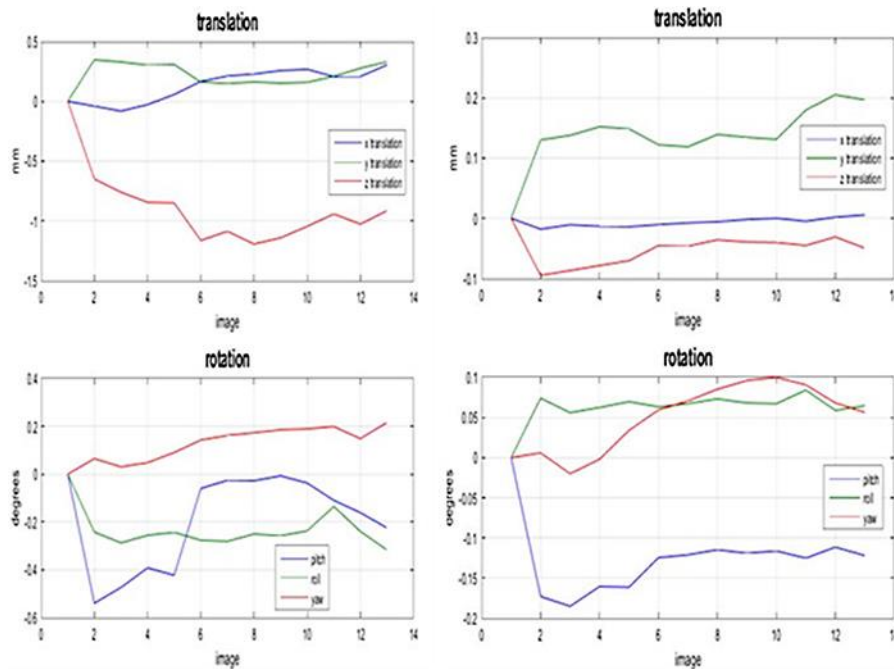 translation
0.5
0
-0.5
-1
-1.5
mm
x translation
y translation
z translation
0 2 4 6 8 10 12 14
image
translation
0.3
0.2
0.1
0
-0.1
mm
x translation
y translation
z translation
0 2 4 6 8 10 12 14
image
rotation
0.4
0.2
0
-0.2
-0.4
-0.6
degrees
pitch
roll
yaw
0 2 4 6 8 10 12 14
image
rotation
0.1
0.05
0
-0.05
-0.1
-0.15
-0.2
degrees
pitch
roll
yaw
0 2 4 6 8 10 12 14
image